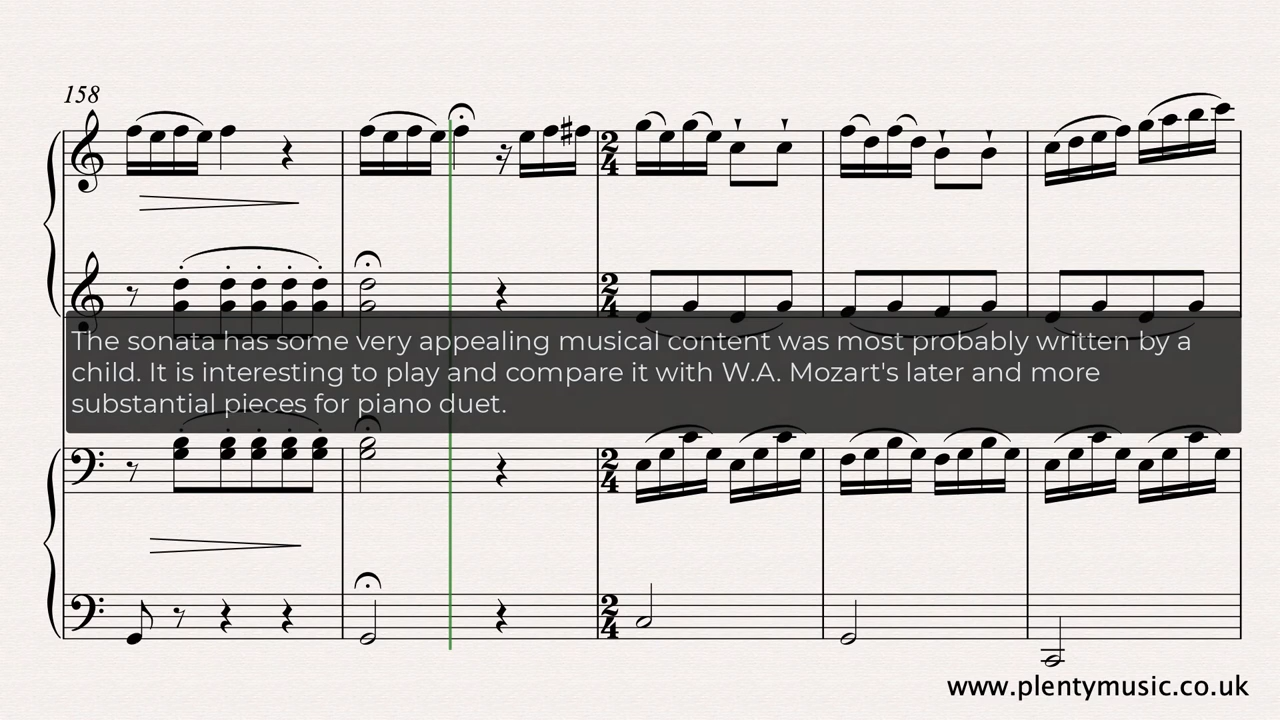 158
The sonata has some very appealing musical content was most probably written by a
child. It is interesting to play and compare it with W.A. Mozart's later and more
substantial pieces for piano duet.
www.plentymusic.co.uk